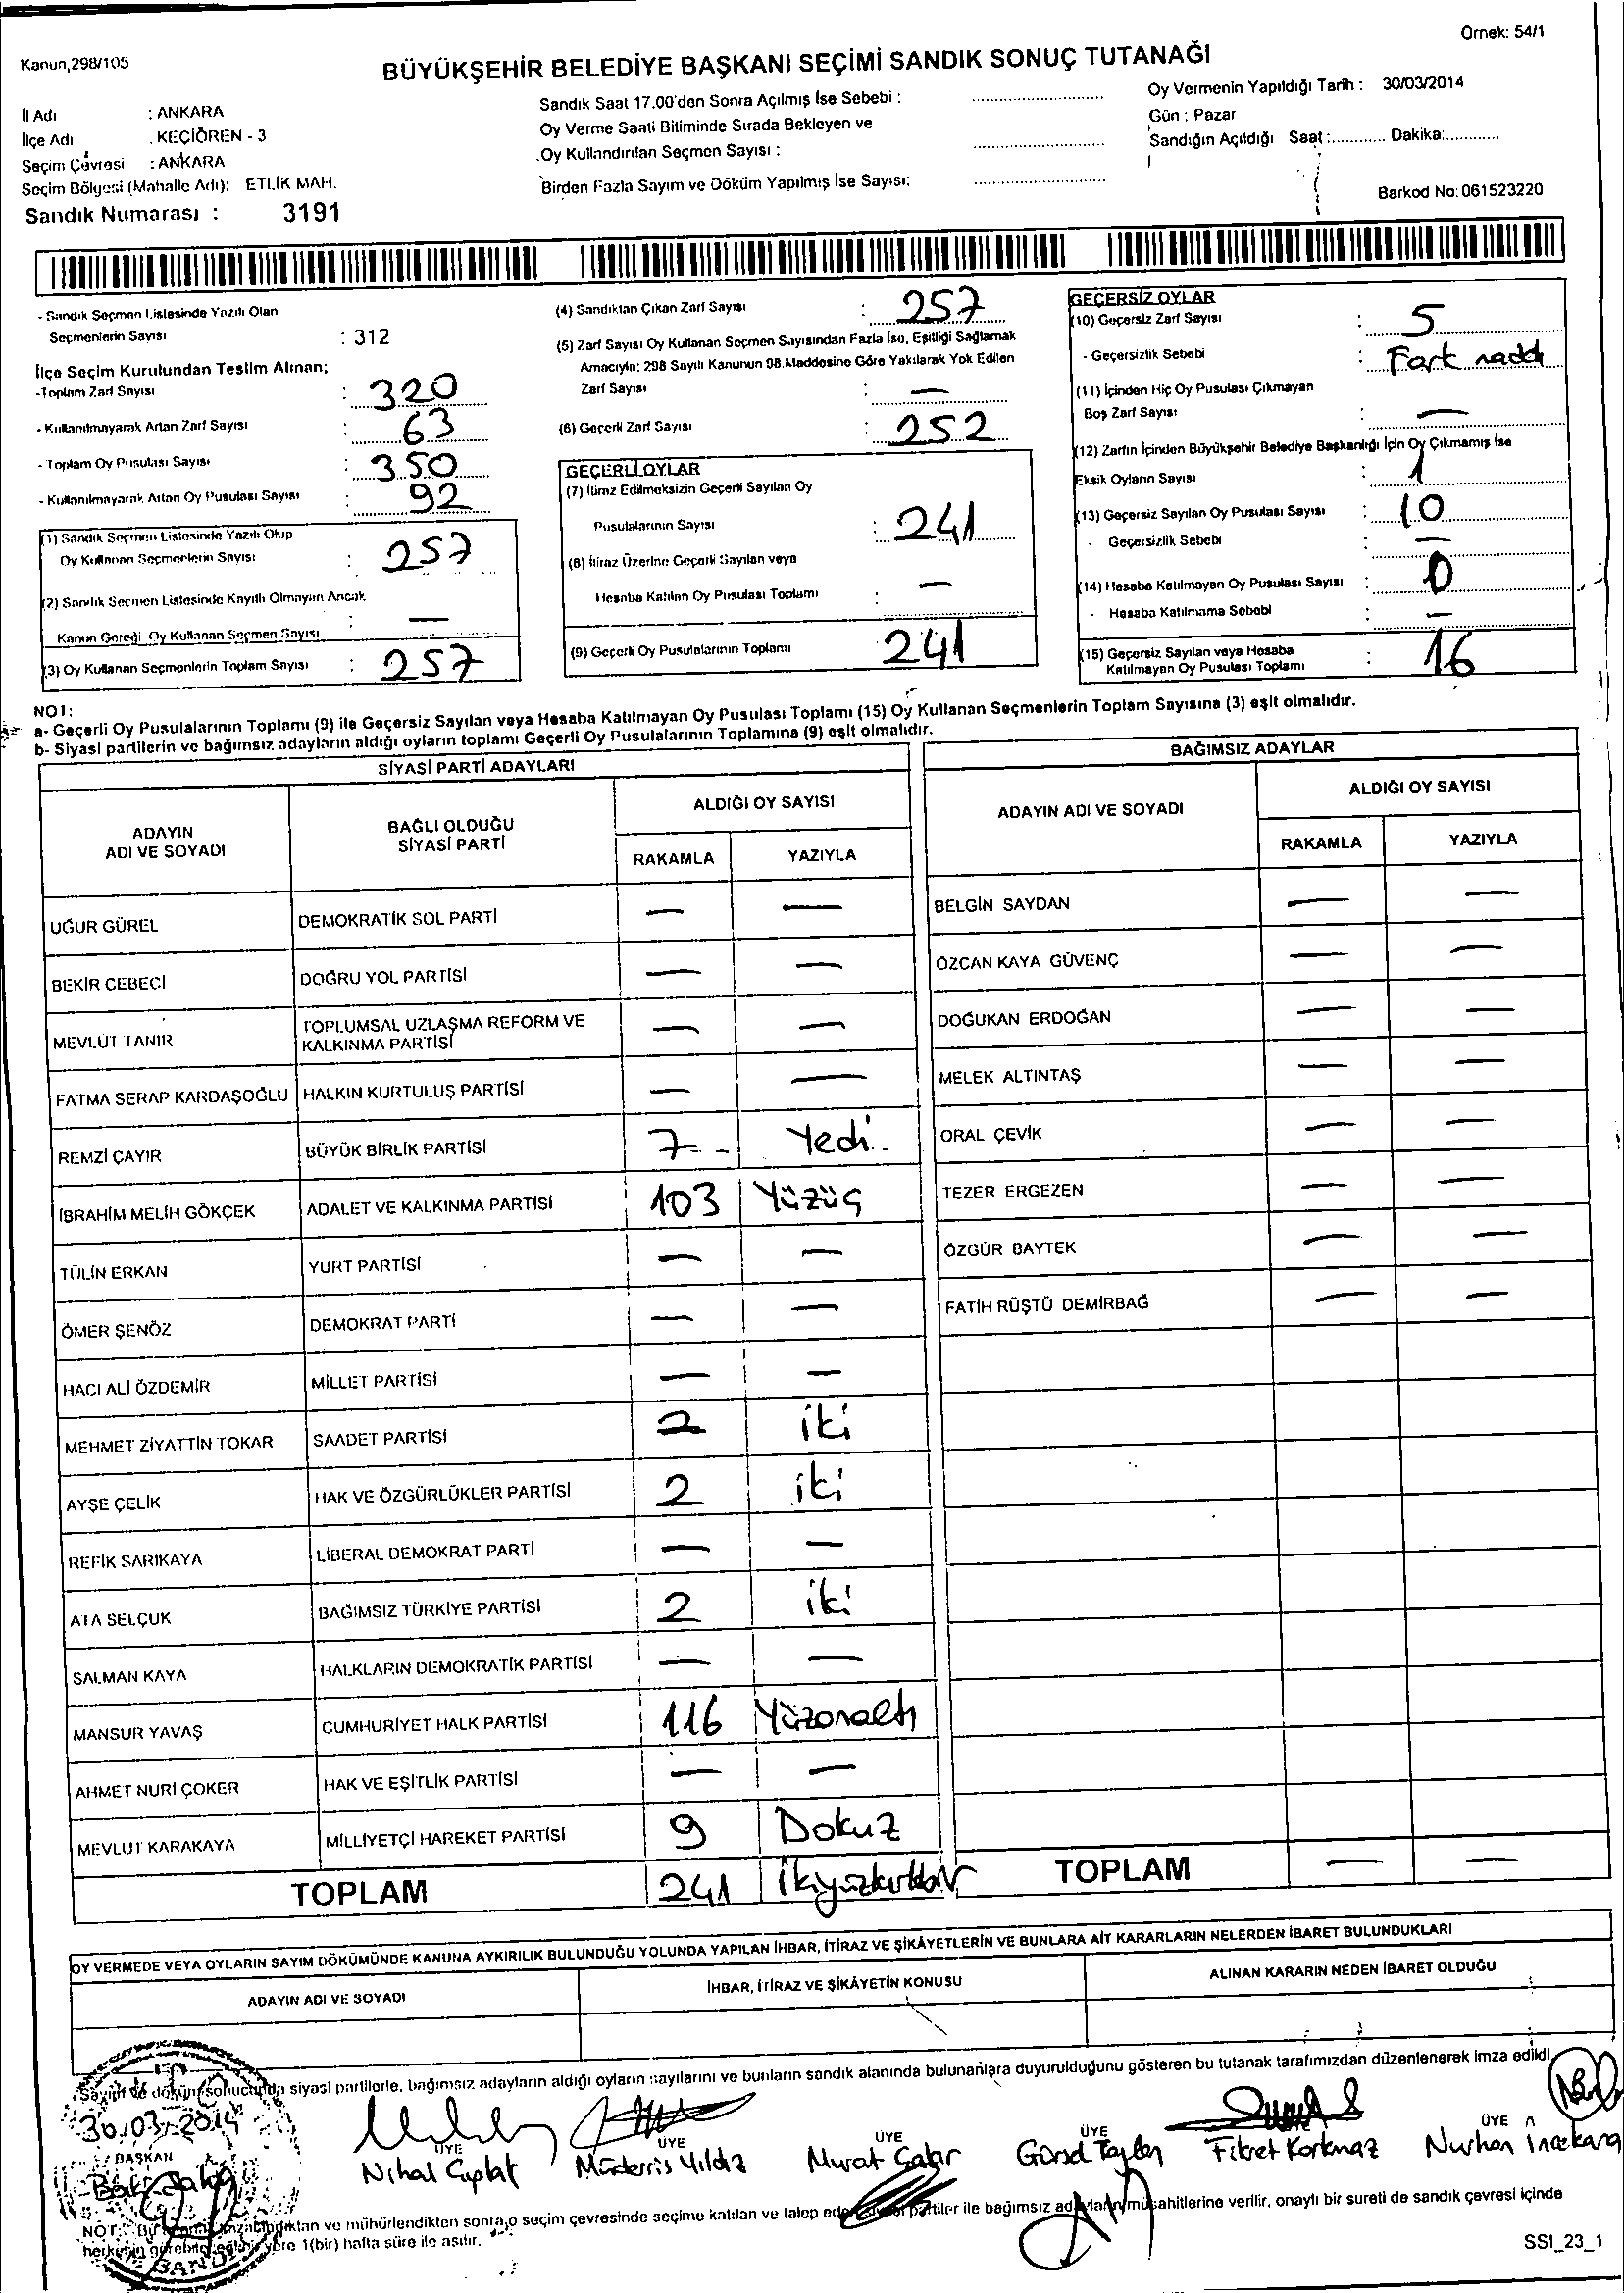 Örnek: 54/1
Kanun,298/105
BÜYÜKŞEHİR BELEDİYE BAŞKANI SEÇİMİ SANDIK SONUÇ TUTANAĞI
İl Adı : ANKARA
İlçe Adı : KEÇİÖREN - 3
Seçim Çevresi : ANKARA
Seçim Bölgesi (Mahalle Adı): ETLİK MAH.
Sandık Numarası : 3191
Sandık Saat 17.00'den Sonra Açılmış İse Sebebi :
Oy Verme Saati Bitiminde Sırada Bekleyen ve
Oy Kullandırılan Seçmen Sayısı :
Birden Fazla Sayım ve Döküm Yapılmış İse Sayısı:
Oy Vermenin Yapıldığı Tarih : 30/03/2014
Gün : Pazar
Sandığın Açıldığı Saat :............ Dakika:............
Barkod No: 061523220
- Sandık Seçmen Listesinde Yazılı Olan
Seçmenlerin Sayısı : 312
İlçe Seçim Kurulundan Teslim Alınan;
-Toplam Zarf Sayısı : 320
- Kullanılmayarak Artan Zarf Sayısı : 63
- Toplam Oy Pusulası Sayısı : 350
- Kullanılmayarak Artan Oy Pusulası Sayısı : 92
(1) Sandık Seçmen Listesinde Yazılı Olup
Oy Kullanan Seçmenlerin Sayısı : 257
(2) Sandık Seçmen Listesinde Kayıtlı Olmayan Ancak
Kanun Gereği Oy Kullanan Seçmen Sayısı : —
(3) Oy Kullanan Seçmenlerin Toplam Sayısı : 257
(4) Sandıktan Çıkan Zarf Sayısı : 257
(5) Zarf Sayısı Oy Kullanan Seçmen Sayısından Fazla İse, Eşitliği Sağlamak
Amacıyla; 298 Sayılı Kanunun 98.Maddesine Göre Yakılarak Yok Edilen
Zarf Sayısı : —
(6) Geçerli Zarf Sayısı : 252
GEÇERLİ OYLAR
(7) İtiraz Edilmeksizin Geçerli Sayılan Oy
Pusulalarının Sayısı : 241
(8) İtiraz Üzerine Geçerli Sayılan veya
Hesaba Katılan Oy Pusulası Toplamı : —
(9) Geçerli Oy Pusulalarının Toplamı : 241
GEÇERSİZ OYLAR
(10) Geçersiz Zarf Sayısı : 5
- Geçersizlik Sebebi : Fark
(11) İçinden Hiç Oy Pusulası Çıkmayan
Boş Zarf Sayısı : —
(12) Zarfın İçinden Büyükşehir Belediye Başkanlığı İçin Oy Çıkmamış İse
Eksik Oyların Sayısı : 1
(13) Geçersiz Sayılan Oy Pusulası Sayısı : 10
- Geçersizlik Sebebi : —
(14) Hesaba Katılmayan Oy Pusulası Sayısı : 0
- Hesaba Katılmama Sebebi : —
(15) Geçersiz Sayılan veya Hesaba
Katılmayan Oy Pusulası Toplamı : 16
NOT:
a- Geçerli Oy Pusulalarının Toplamı (9) ile Geçersiz Sayılan veya Hesaba Katılmayan Oy Pusulası Toplamı (15) Oy Kullanan Seçmenlerin Toplam Sayısına (3) eşit olmalıdır.
b- Siyasi partilerin ve bağımsız adayların aldığı oyların toplamı Geçerli Oy Pusulalarının Toplamına (9) eşit olmalıdır.
SİYASİ PARTİ ADAYLARI
ADAYIN ADI VE SOYADI BAĞLI OLDUĞU SİYASİ PARTİ ALDIĞI OY SAYISI
RAKAMLA YAZIYLA
UĞUR GÜREL DEMOKRATİK SOL PARTİ — —
BEKİR CEBECİ DOĞRU YOL PARTİSİ — —
MEVLÜT TANIR TOPLUMSAL UZLAŞMA REFORM VE KALKINMA PARTİSİ — —
FATMA SERAP KARDAŞOĞLU HALKIN KURTULUŞ PARTİSİ — —
REMZİ ÇAYIR BÜYÜK BİRLİK PARTİSİ 7 Yedi
İBRAHİM MELİH GÖKÇEK ADALET VE KALKINMA PARTİSİ 103 Yüzüç
TÜLİN ERKAN YURT PARTİSİ — —
ÖMER ŞENÖZ DEMOKRAT PARTİ — —
HACI ALİ ÖZDEMİR MİLLET PARTİSİ — —
MEHMET ZİYATTİN TOKAR SAADET PARTİSİ 2 iki
AYŞE ÇELİK HAK VE ÖZGÜRLÜKLER PARTİSİ 2 iki
REFİK SARIKAYA LİBERAL DEMOKRAT PARTİ — —
ATA SELÇUK BAĞIMSIZ TÜRKİYE PARTİSİ 2 iki
SALMAN KAYA HALKLARIN DEMOKRATİK PARTİSİ — —
MANSUR YAVAŞ CUMHURİYET HALK PARTİSİ 116 Yüzonaltı
AHMET NURİ ÇOKER HAK VE EŞİTLİK PARTİSİ — —
MEVLÜT KARAKAYA MİLLİYETÇİ HAREKET PARTİSİ 9 Dokuz
TOPLAM 241 İkiyüzkırkbir
BAĞIMSIZ ADAYLAR
ADAYIN ADI VE SOYADI ALDIĞI OY SAYISI
RAKAMLA YAZIYLA
BELGİN SAYDAN — —
ÖZCAN KAYA GÜVENÇ — —
DOĞUKAN ERDOĞAN — —
MELEK ALTINTAŞ — —
ORAL ÇEVİK — —
TEZER ERGEZEN — —
ÖZGÜR BAYTEK — —
FATİH RÜŞTÜ DEMİRBAĞ — —
TOPLAM — —
OY VERMEDE VEYA OYLARIN SAYIM DÖKÜMÜNDE KANUNA AYKIRILIK BULUNDUĞU YOLUNDA YAPILAN İHBAR, İTİRAZ VE ŞİKÂYETLERİN VE BUNLARA AİT KARARLARIN NELERDEN İBARET BULUNDUKLARI
ADAYIN ADI VE SOYADI İHBAR, İTİRAZ VE ŞİKÂYETİN KONUSU ALINAN KARARIN NEDEN İBARET OLDUĞU
Sayım ve döküm sonucunda siyasi partilerle, bağımsız adayların aldığı oyların sayılarını ve bunların sandık alanında bulunanlara duyurulduğunu gösteren bu tutanak tarafımızdan düzenlenerek imza edildi.
30/03/2014
BAŞKAN ÜYE ÜYE ÜYE ÜYE ÜYE
Nihal Müderris Yıldız Murat Fikret Korkmaz Nurhan
NOT: Bu ve mühürlendikten sonra,o seçim çevresinde seçime katılan ve talep eden partiler ile bağımsız adayların müşahitlerine verilir, onaylı bir sureti de sandık çevresi içinde
herkesin görebileceği bir yere 1(bir) hafta süre ile asılır.
SSI_23_1